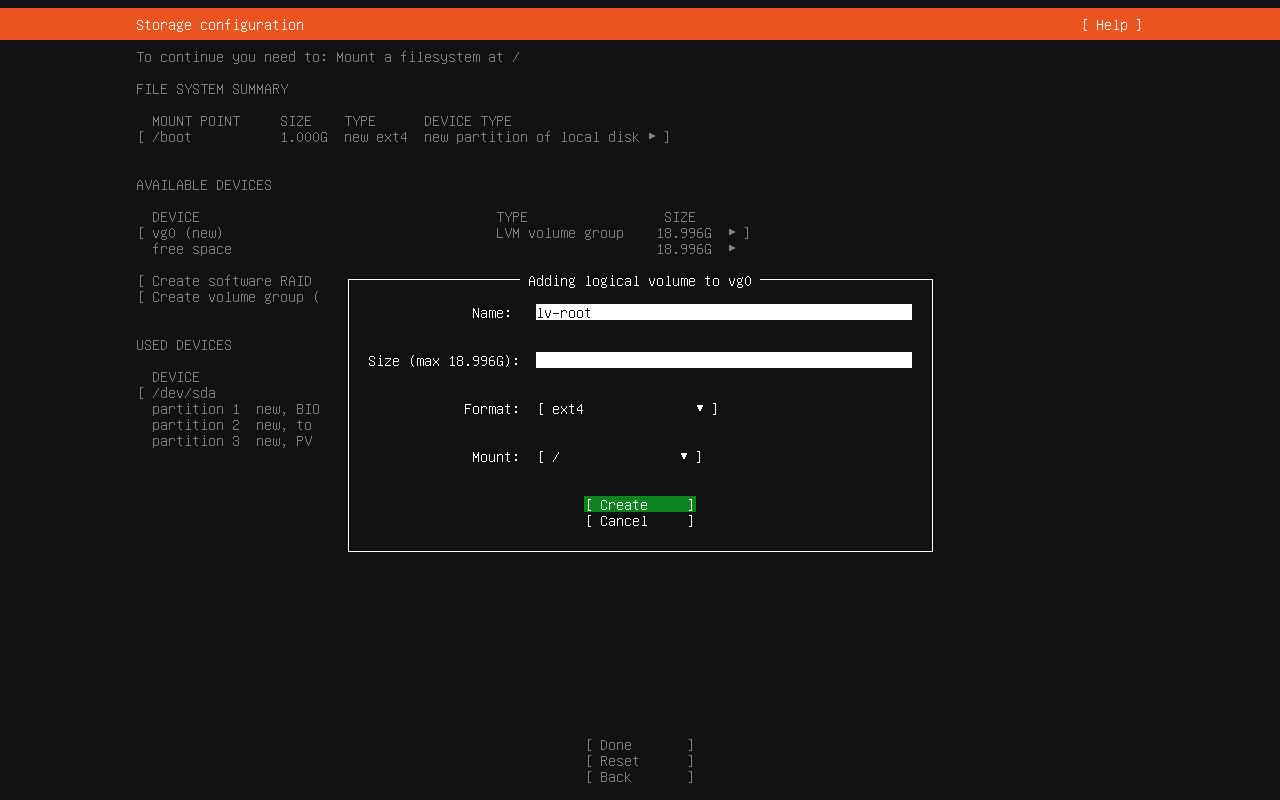 Storage configuration [ Help ]
To continue you need to: Mount a filesystem at /
FILE SYSTEM SUMMARY
MOUNT POINT SIZE TYPE DEVICE TYPE
[ /boot 1.000G new ext4 new partition of local disk ▸ ]
AVAILABLE DEVICES
DEVICE TYPE SIZE
[ vg0 (new) LVM volume group 18.996G ▸ ]
free space 18.996G ▸
[ Create software RAID
[ Create volume group (
Adding logical volume to vg0
Name: lv-root
Size (max 18.996G):
Format: [ ext4 ▾ ]
Mount: [ / ▾ ]
[ Create ]
[ Cancel ]
USED DEVICES
DEVICE
[ /dev/sda
partition 1 new, BIO
partition 2 new, to
partition 3 new, PV
[ Done ]
[ Reset ]
[ Back ]